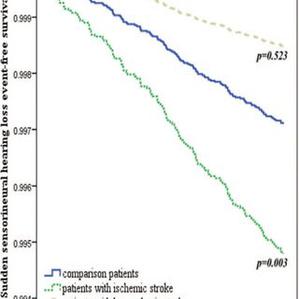 Sudden sensorineural hearing loss event-free surviva
0.999
0.998
p=0.523
0.997
0.996
0.995
p=0.003
comparison patients
patients with ischemic stroke